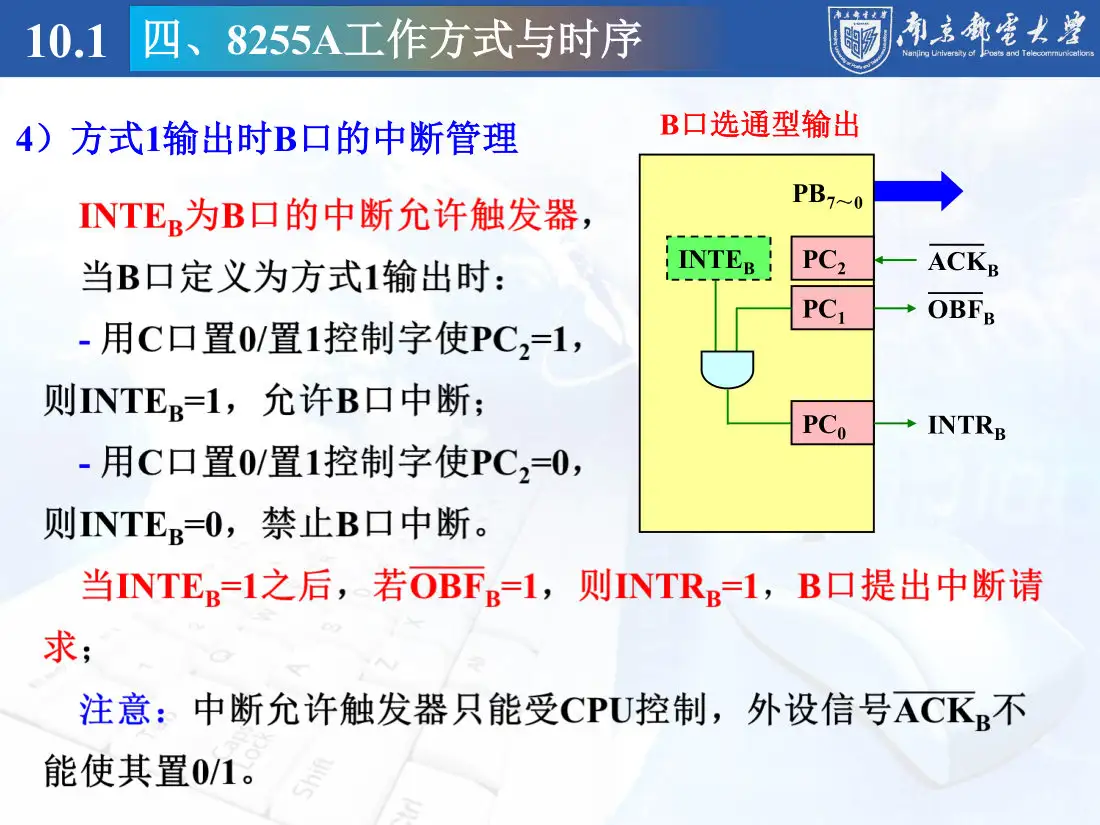 10.1
四、8255A工作方式与时序
南京邮电大学
Nanjing University of Posts and Telecommunications
4）方式1输出时B口的中断管理
INTEB为B口的中断允许触发器，
当B口定义为方式1输出时：
- 用C口置0/置1控制字使PC2=1，
则INTEB=1，允许B口中断；
- 用C口置0/置1控制字使PC2=0，
则INTEB=0，禁止B口中断。
当INTEB=1之后，若O̅B̅F̅B=1，则INTRB=1，B口提出中断请
求；
注意：中断允许触发器只能受CPU控制，外设信号A̅C̅K̅B不
能使其置0/1。
B口选通型输出
PB7～0
INTEB
PC2
A̅C̅K̅B
PC1
O̅B̅F̅B
PC0
INTRB